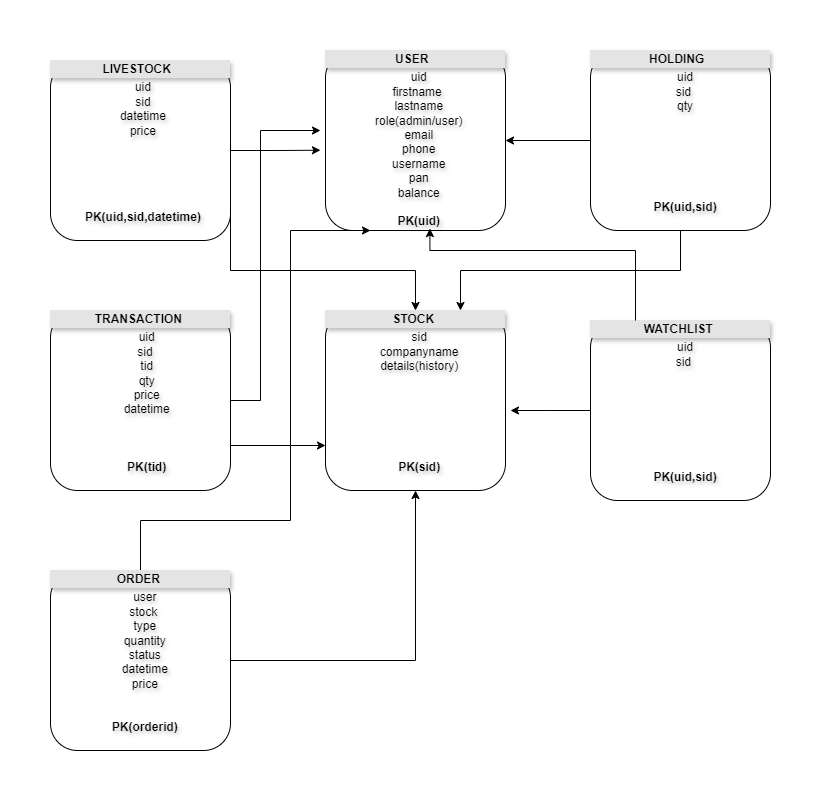 LIVESTOCK
uid
sid
datetime
price
PK(uid,sid,datetime)
USER
uid
firstname
lastname
role(admin/user)
email
phone
username
pan
balance
PK(uid)
HOLDING
uid
sid
qty
PK(uid,sid)
TRANSACTION
uid
sid
tid
qty
price
datetime
PK(tid)
STOCK
sid
companyname
details(history)
PK(sid)
WATCHLIST
uid
sid
PK(uid,sid)
ORDER
user
stock
type
quantity
status
datetime
price
PK(orderid)